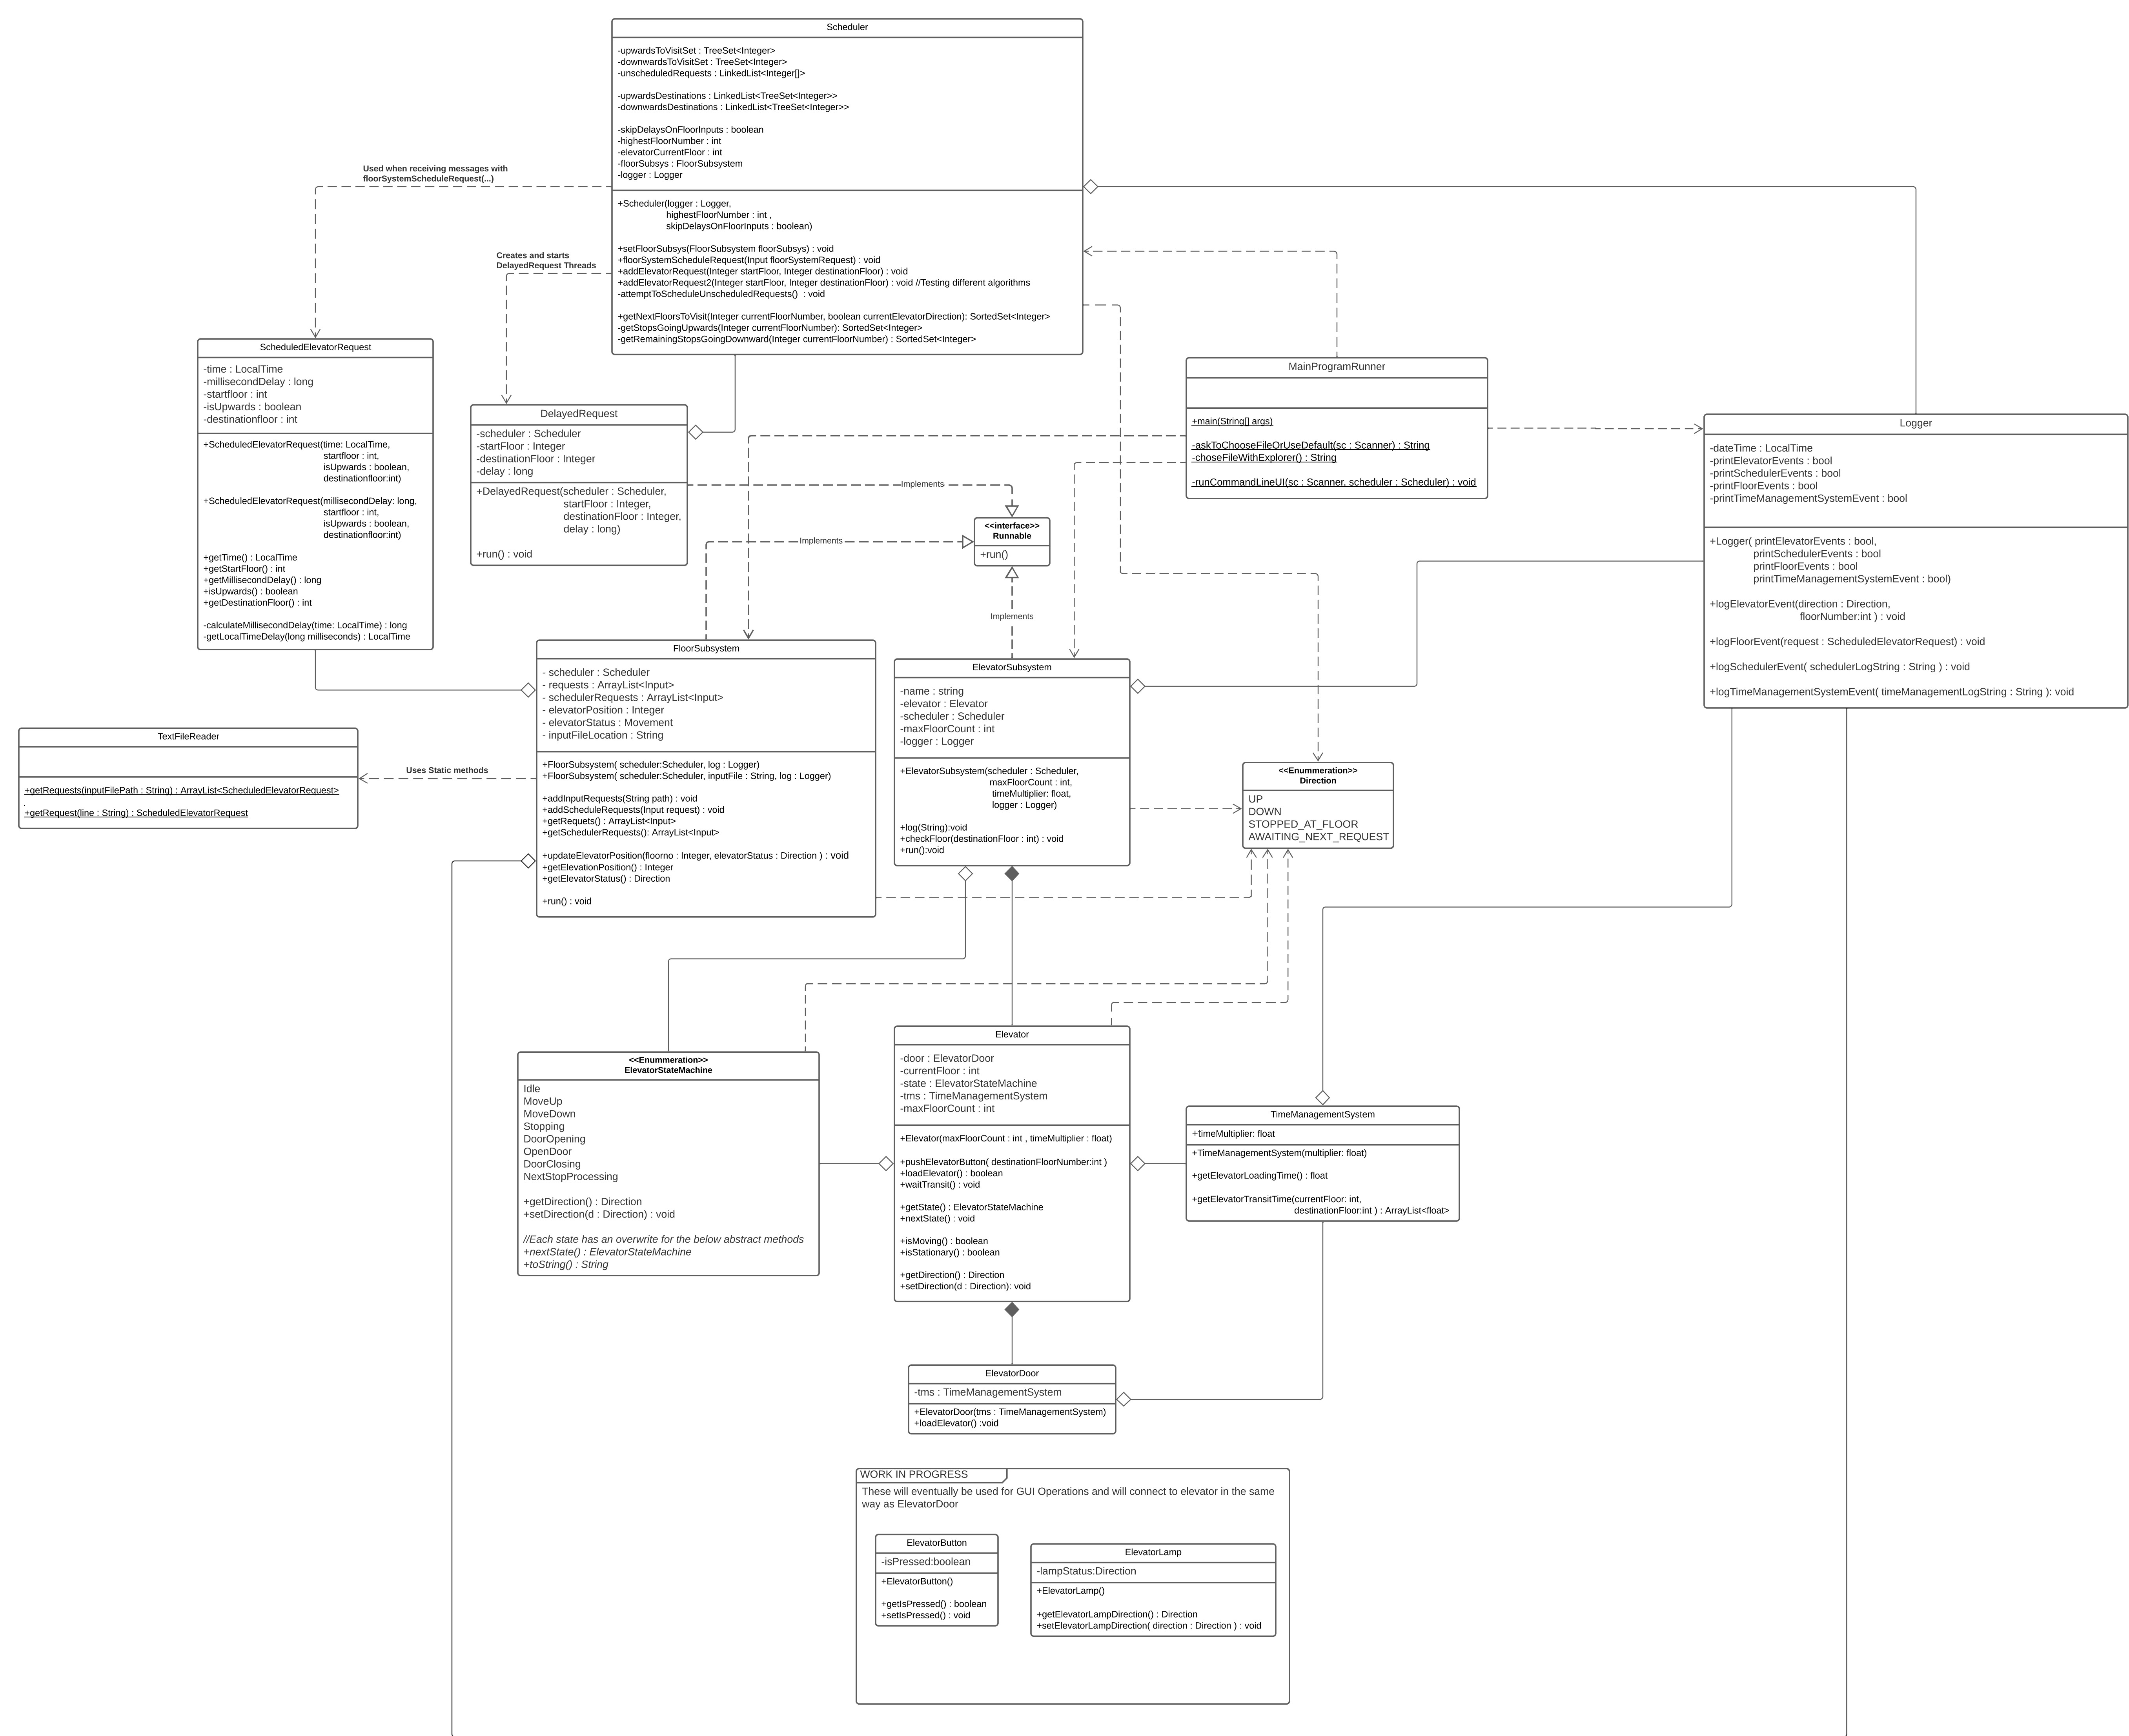 Scheduler
-upwardsToVisitSet : TreeSet<Integer>
-downwardsToVisitSet : TreeSet<Integer>
-unscheduledRequests : LinkedList<Integer[]>
-upwardsDestinations : LinkedList<TreeSet<Integer>>
-downwardsDestinations : LinkedList<TreeSet<Integer>>
-skipDelaysOnFloorInputs : boolean
-highestFloorNumber : int
-elevatorCurrentFloor : int
-floorSubsys : FloorSubsystem
-logger : Logger
+Scheduler(logger : Logger,
highestFloorNumber : int ,
skipDelaysOnFloorInputs : boolean)
+setFloorSubsys(FloorSubsystem floorSubsys) : void
+floorSystemScheduleRequest(Input floorSystemRequest) : void
+addElevatorRequest(Integer startFloor, Integer destinationFloor) : void
+addElevatorRequest2(Integer startFloor, Integer destinationFloor) : void //Testing different algorithms
-attemptToScheduleUnscheduledRequests()  : void
+getNextFloorsToVisit(Integer currentFloorNumber, boolean currentElevatorDirection): SortedSet<Integer>
-getStopsGoingUpwards(Integer currentFloorNumber): SortedSet<Integer>
-getRemainingStopsGoingDownward(Integer currentFloorNumber) : SortedSet<Integer>
Used when receiving messages with
floorSystemScheduleRequest(...)
Creates and starts
DelayedRequest Threads
ScheduledElevatorRequest
-time : LocalTime
-millisecondDelay : long
-startfloor : int
-isUpwards : boolean
-destinationfloor : int
+ScheduledElevatorRequest(time: LocalTime,
startfloor : int,
isUpwards : boolean,
destinationfloor:int)
+ScheduledElevatorRequest(millisecondDelay: long,
startfloor : int,
isUpwards : boolean,
destinationfloor:int)
+getTime() : LocalTime
+getStartFloor() : int
+getMillisecondDelay() : long
+isUpwards() : boolean
+getDestinationFloor() : int
-calculateMillisecondDelay(time: LocalTime) : long
-getLocalTimeDelay(long milliseconds) : LocalTime
DelayedRequest
-scheduler : Scheduler
-startFloor : Integer
-destinationFloor : Integer
-delay : long
+DelayedRequest(scheduler : Scheduler,
startFloor : Integer,
destinationFloor : Integer,
delay : long)
+run() : void
MainProgramRunner
+main(String[] args)
-askToChooseFileOrUseDefault(sc : Scanner) : String
-choseFileWithExplorer() : String
-runCommandLineUI(sc : Scanner, scheduler : Scheduler) : void
Logger
-dateTime : LocalTime
-printElevatorEvents : bool
-printSchedulerEvents : bool
-printFloorEvents : bool
-printTimeManagementSystemEvent : bool
+Logger( printElevatorEvents : bool,
printSchedulerEvents : bool
printFloorEvents : bool
printTimeManagementSystemEvent : bool)
+logElevatorEvent(direction : Direction,
floorNumber:int ) : void
+logFloorEvent(request : ScheduledElevatorRequest) : void
+logSchedulerEvent( schedulerLogString : String ) : void
+logTimeManagementSystemEvent( timeManagementLogString : String ): void
Implements
<<interface>>
Runnable
+run()
Implements
Implements
FloorSubsystem
- scheduler : Scheduler
- requests : ArrayList<Input>
- schedulerRequests : ArrayList<Input>
- elevatorPosition : Integer
- elevatorStatus : Movement
- inputFileLocation : String
+FloorSubsystem( scheduler:Scheduler, log : Logger)
+FloorSubsystem( scheduler:Scheduler, inputFile : String, log : Logger)
+addInputRequests(String path) : void
+addScheduleRequests(Input request) : void
+getRequets() : ArrayList<Input>
+getSchedulerRequests(): ArrayList<Input>
+updateElevatorPosition(floorno : Integer, elevatorStatus : Direction ) : void
+getElevationPosition() : Integer
+getElevatorStatus() : Direction
+run() : void
ElevatorSubsystem
-name : string
-elevator : Elevator
-scheduler : Scheduler
-maxFloorCount : int
-logger : Logger
+ElevatorSubsystem(scheduler : Scheduler,
maxFloorCount : int,
timeMultiplier: float,
logger : Logger)
+log(String):void
+checkFloor(destinationFloor : int) : void
+run():void
TextFileReader
+getRequests(inputFilePath : String) : ArrayList<ScheduledElevatorRequest>
.
+getRequest(line : String) : ScheduledElevatorRequest
Uses Static methods
<<Enummeration>>
Direction
UP
DOWN
STOPPED_AT_FLOOR
AWAITING_NEXT_REQUEST
<<Enummeration>>
ElevatorStateMachine
Idle
MoveUp
MoveDown
Stopping
DoorOpening
OpenDoor
DoorClosing
NextStopProcessing
+getDirection() : Direction
+setDirection(d : Direction) : void
//Each state has an overwrite for the below abstract methods
+nextState() : ElevatorStateMachine
+toString() : String
Elevator
-door : ElevatorDoor
-currentFloor : int
-state : ElevatorStateMachine
-tms : TimeManagementSystem
-maxFloorCount : int
+Elevator(maxFloorCount : int , timeMultiplier : float)
+pushElevatorButton( destinationFloorNumber:int )
+loadElevator() : boolean
+waitTransit() : void
+getState() : ElevatorStateMachine
+nextState() : void
+isMoving() : boolean
+isStationary() : boolean
+getDirection() : Direction
+setDirection(d : Direction): void
TimeManagementSystem
+timeMultiplier: float
+TimeManagementSystem(multiplier: float)
+getElevatorLoadingTime() : float
+getElevatorTransitTime(currentFloor: int,
destinationFloor:int ) : ArrayList<float>
ElevatorDoor
-tms : TimeManagementSystem
+ElevatorDoor(tms : TimeManagementSystem)
+loadElevator() :void
WORK IN PROGRESS
These will eventually be used for GUI Operations and will connect to elevator in the same
way as ElevatorDoor
ElevatorButton
-isPressed:boolean
+ElevatorButton()
+getIsPressed() : boolean
+setIsPressed() : void
ElevatorLamp
-lampStatus:Direction
+ElevatorLamp()
+getElevatorLampDirection() : Direction
+setElevatorLampDirection( direction : Direction ) : void